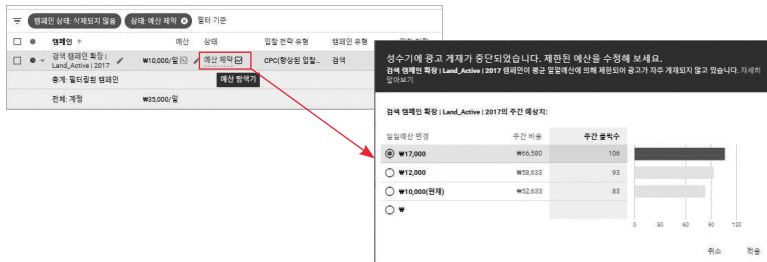 캠페인 상태: 삭제되지 않음 상태: 예산 제약 필터 기준
캠페인 ↑ 예산 상태 입찰 전략 유형 캠페인 유형
검색 캠페인 확장 | Land_Active | 2017 ₩10,000/일 예산 제약 CPC(향상된 입찰... 검색
총계: 필터링된 캠페인 예산 탐색기
전체: 계정 ₩35,000/일
성수기에 광고 게재가 중단되었습니다. 제한된 예산을 수정해 보세요.
검색 캠페인 확장 | Land_Active | 2017 캠페인이 평균 일일예산에 의해 제한되어 광고가 자주 게재되지 않고 있습니다. 자세히
알아보기
검색 캠페인 확장 | Land_Active | 2017의 주간 예상치:
일일예산 변경 주간 비용 주간 클릭수
₩17,000 ₩66,580 106
₩12,000 ₩58,633 93
₩10,000(현재) ₩52,633 83
₩
0 30 60 90 120
취소 적용